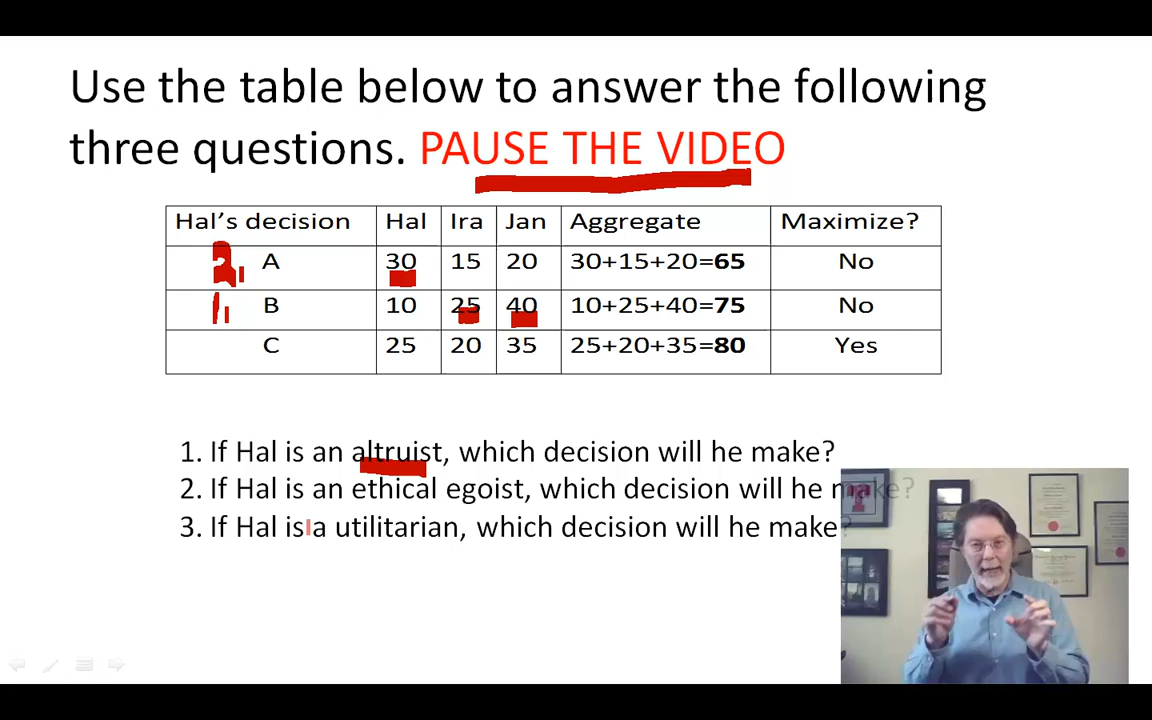 Use the table below to answer the following
three questions. PAUSE THE VIDEO
Hal's decision Hal Ira Jan Aggregate Maximize?
2. A 30 15 20 30+15+20=65 No
1. B 10 25 40 10+25+40=75 No
C 25 20 35 25+20+35=80 Yes
1. If Hal is an altruist, which decision will he make?
2. If Hal is an ethical egoist, which decision will he make?
3. If Hal is a utilitarian, which decision will he make?